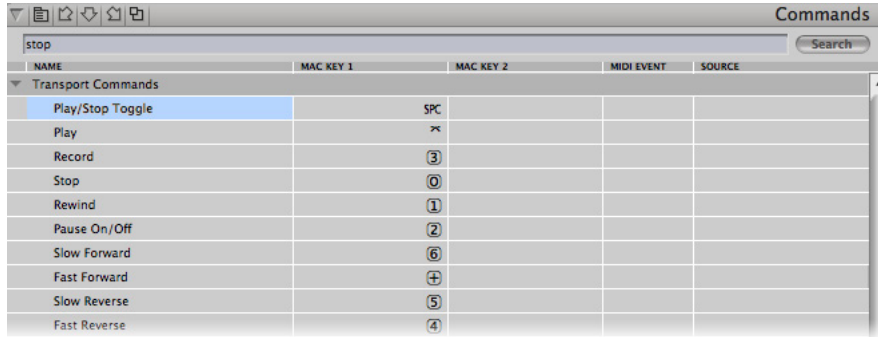 Commands
stop Search
NAME MAC KEY 1 MAC KEY 2 MIDI EVENT SOURCE
Transport Commands
Play/Stop Toggle SPC
Play ⌤
Record 3
Stop 0
Rewind 1
Pause On/Off 2
Slow Forward 6
Fast Forward +
Slow Reverse 5
Fast Reverse 4